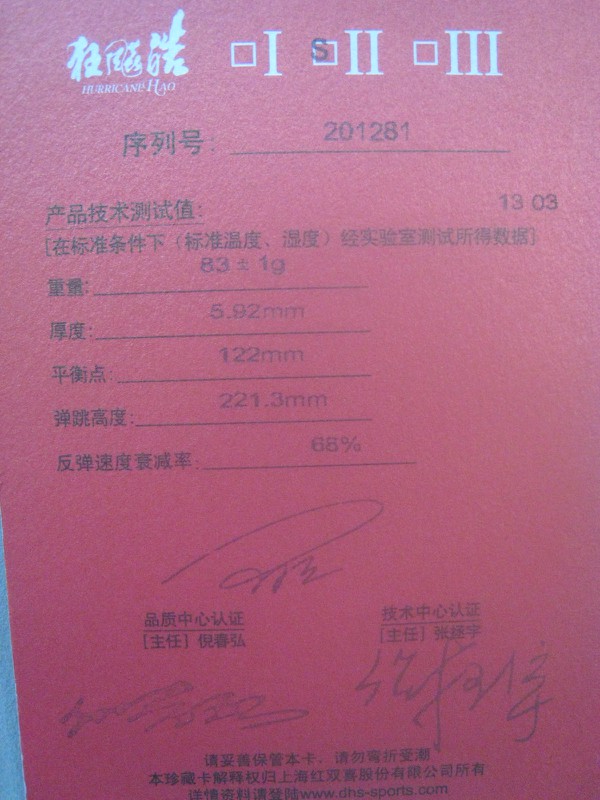 狂飚浩 □I S□II □III
HURRICANE HAO
序列号: 201281
产品技术测试值: 13 03
[在标准条件下（标准温度、湿度）经实验室测试所得数据]
重量: 83 ± 1g
厚度: 5.92mm
平衡点: 122mm
弹跳高度: 221.3mm
反弹速度衰减率: 68%
品质中心认证 技术中心认证
[主任] 倪春弘 [主任] 张绥宇
请妥善保管本卡，请勿弯折受潮
本珍藏卡解释权归上海红双喜股份有限公司所有
详情资料请登陆www.dhs-sports.com